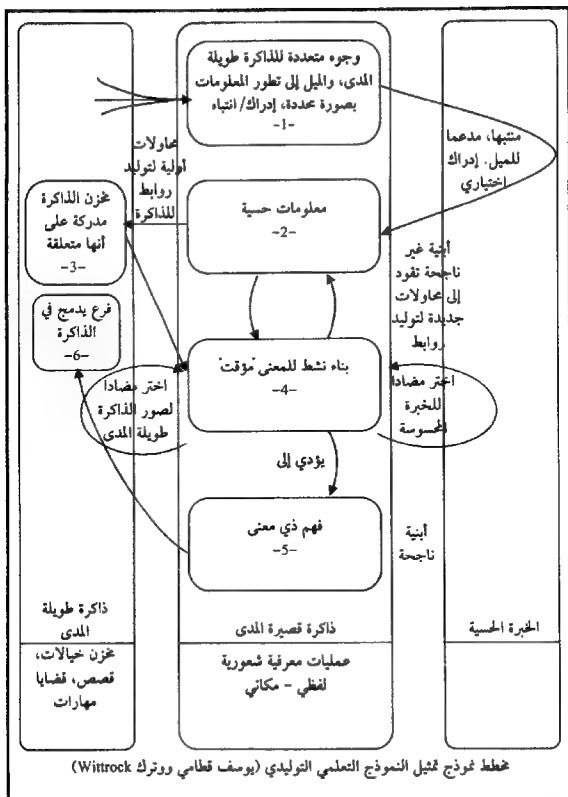 وجوه متعددة للذاكرة طويلة
المدى، والميل إلى تطور المعلومات
بصورة محددة، إدراك/ انتباه
-1-
منتبها، مدعما
للميل. إدراك
اختياري
محاولات
أولية لتوليد
روابط
للذاكرة
معلومات حسية
-2-
مخزن الذاكرة
مدركة على
أنها متعلقة
-3-
أبنية غير
ناجحة تقود
إلى محاولات
جديدة لتوليد
روابط
فرع يدمج في
الذاكرة
-6-
بناء نشط للمعنى "مؤقت"
-4-
اختر مضادا
للخبرة
المحسوسة
اختر مضادا
لصور الذاكرة
طويلة المدى
يؤدي إلى
فهم ذي معنى
-5-
أبنية
ناجحة
الخبرة الحسية
ذاكرة قصيرة المدى
ذاكرة طويلة
المدى
عمليات معرفية شعورية
لفظي – مكاني
مخزن خيالات،
قصص، قضايا
مهارات
مخطط نموذج تمثيل النموذج التعلمي التوليدي (يوسف قطامي ووترك Wittrock)